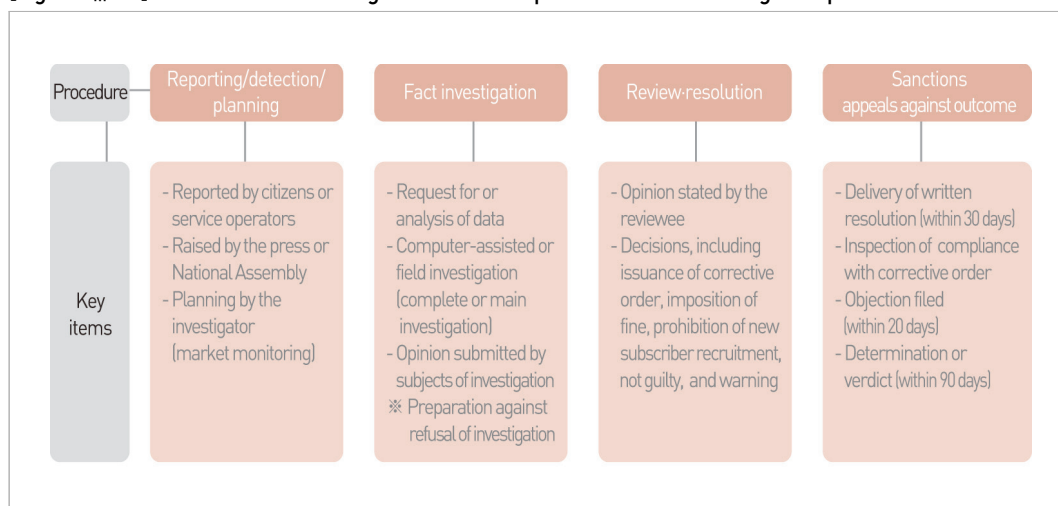 Procedure
Reporting/detection/
planning
Fact investigation
Review·resolution
Sanctions
appeals against outcome
Key
items
- Reported by citizens or
service operators
- Raised by the press or
National Assembly
- Planning by the
investigator
(market monitoring)
- Request for or
analysis of data
- Computer-assisted or
field investigation
(complete or main
investigation)
- Opinion submitted by
subjects of investigation
※ Preparation against
refusal of investigation
- Opinion stated by the
reviewee
- Decisions, including
issuance of corrective
order, imposition of
fine, prohibition of new
subscriber recruitment,
not guilty, and warning
- Delivery of written
resolution (within 30 days)
- Inspection of compliance
with corrective order
- Objection filed
(within 20 days)
- Determination or
verdict (within 90 days)